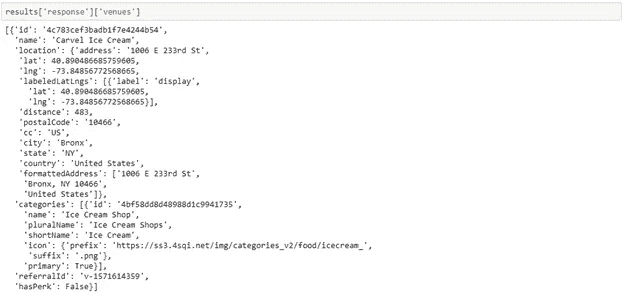 results['response']['venues']
[{'id': '4c783cef3badb1f7e4244b54',
'name': 'Carvel Ice Cream',
'location': {'address': '1006 E 233rd St',
'lat': 40.890486685759605,
'lng': -73.84856772568665,
'labeledLatLngs': [{'label': 'display',
'lat': 40.890486685759605,
'lng': -73.84856772568665}],
'distance': 483,
'postalCode': '10466',
'cc': 'US',
'city': 'Bronx',
'state': 'NY',
'country': 'United States',
'formattedAddress': ['1006 E 233rd St',
'Bronx, NY 10466',
'United States']},
'categories': [{'id': '4bf58dd8d48988d1c9941735',
'name': 'Ice Cream Shop',
'pluralName': 'Ice Cream Shops',
'shortName': 'Ice Cream',
'icon': {'prefix': 'https://ss3.4sqi.net/img/categories_v2/food/icecream_',
'suffix': '.png'},
'primary': True}],
'referralId': 'v-1571614359',
'hasPerk': False}]